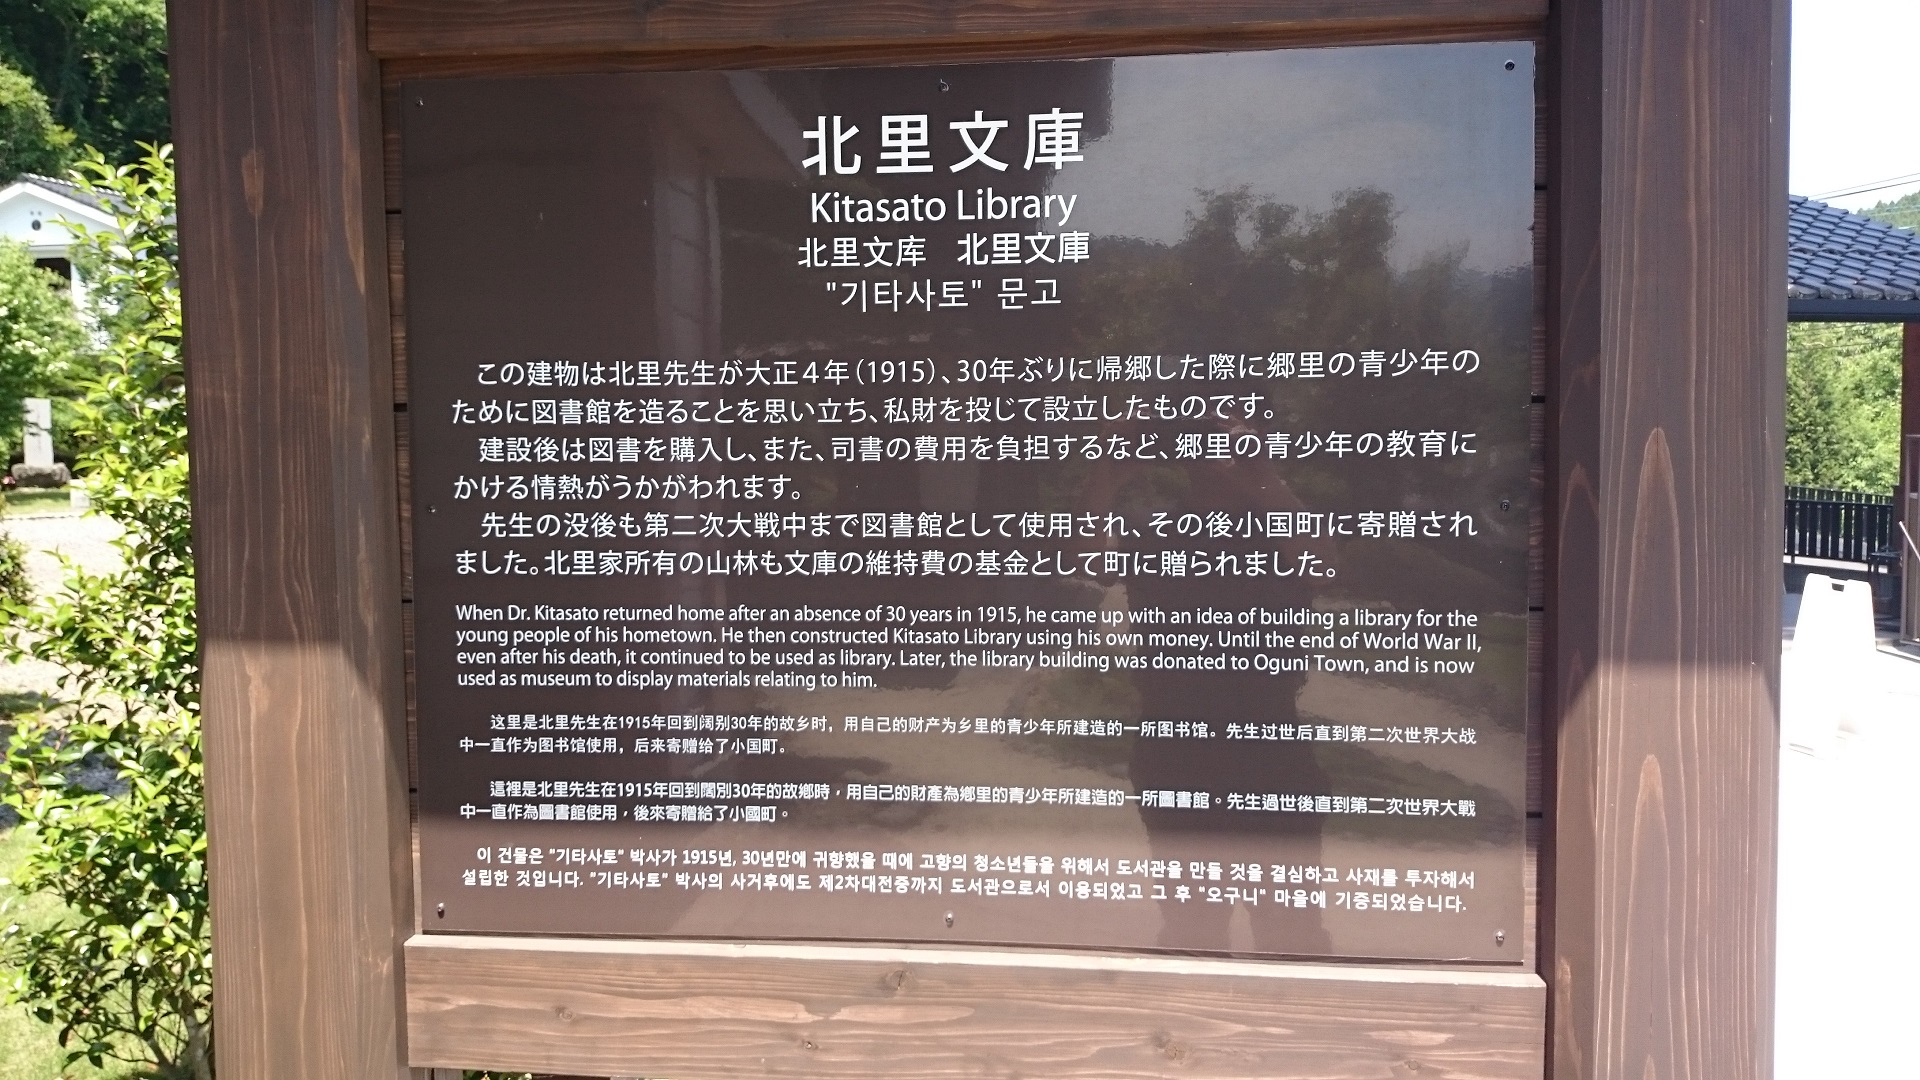 北里文庫
Kitasato Library
北里文库　北里文庫
"기타사토" 문고
この建物は北里先生が大正４年（1915）、30年ぶりに帰郷した際に郷里の青少年の
ために図書館を造ることを思い立ち、私財を投じて設立したものです。
建設後は図書を購入し、また、司書の費用を負担するなど、郷里の青少年の教育に
かける情熱がうかがわれます。
先生の没後も第二次大戦中まで図書館として使用され、その後小国町に寄贈され
ました。北里家所有の山林も文庫の維持費の基金として町に贈られました。
When Dr. Kitasato returned home after an absence of 30 years in 1915, he came up with an idea of building a library for the
young people of his hometown. He then constructed Kitasato Library using his own money. Until the end of World War II,
even after his death, it continued to be used as library. Later, the library building was donated to Oguni Town, and is now
used as museum to display materials relating to him.
这里是北里先生在1915年回到阔别30年的故乡时，用自己的财产为乡里的青少年所建造的一所图书馆。先生过世后直到第二次世界大战
中一直作为图书馆使用，后来寄赠给了小国町。
這裡是北里先生在1915年回到闊別30年的故鄉時，用自己的財產為鄉里的青少年所建造的一所圖書館。先生過世後直到第二次世界大戰
中一直作為圖書館使用，後來寄贈給了小國町。
이 건물은 "기타사토" 박사가 1915년, 30년만에 귀향했을 때에 고향의 청소년들을 위해서 도서관을 만들 것을 결심하고 사재를 투자해서
설립한 것입니다. "기타사토" 박사의 사거후에도 제2차대전중까지 도서관으로서 이용되었고 그 후 "오구니" 마을에 기증되었습니다.